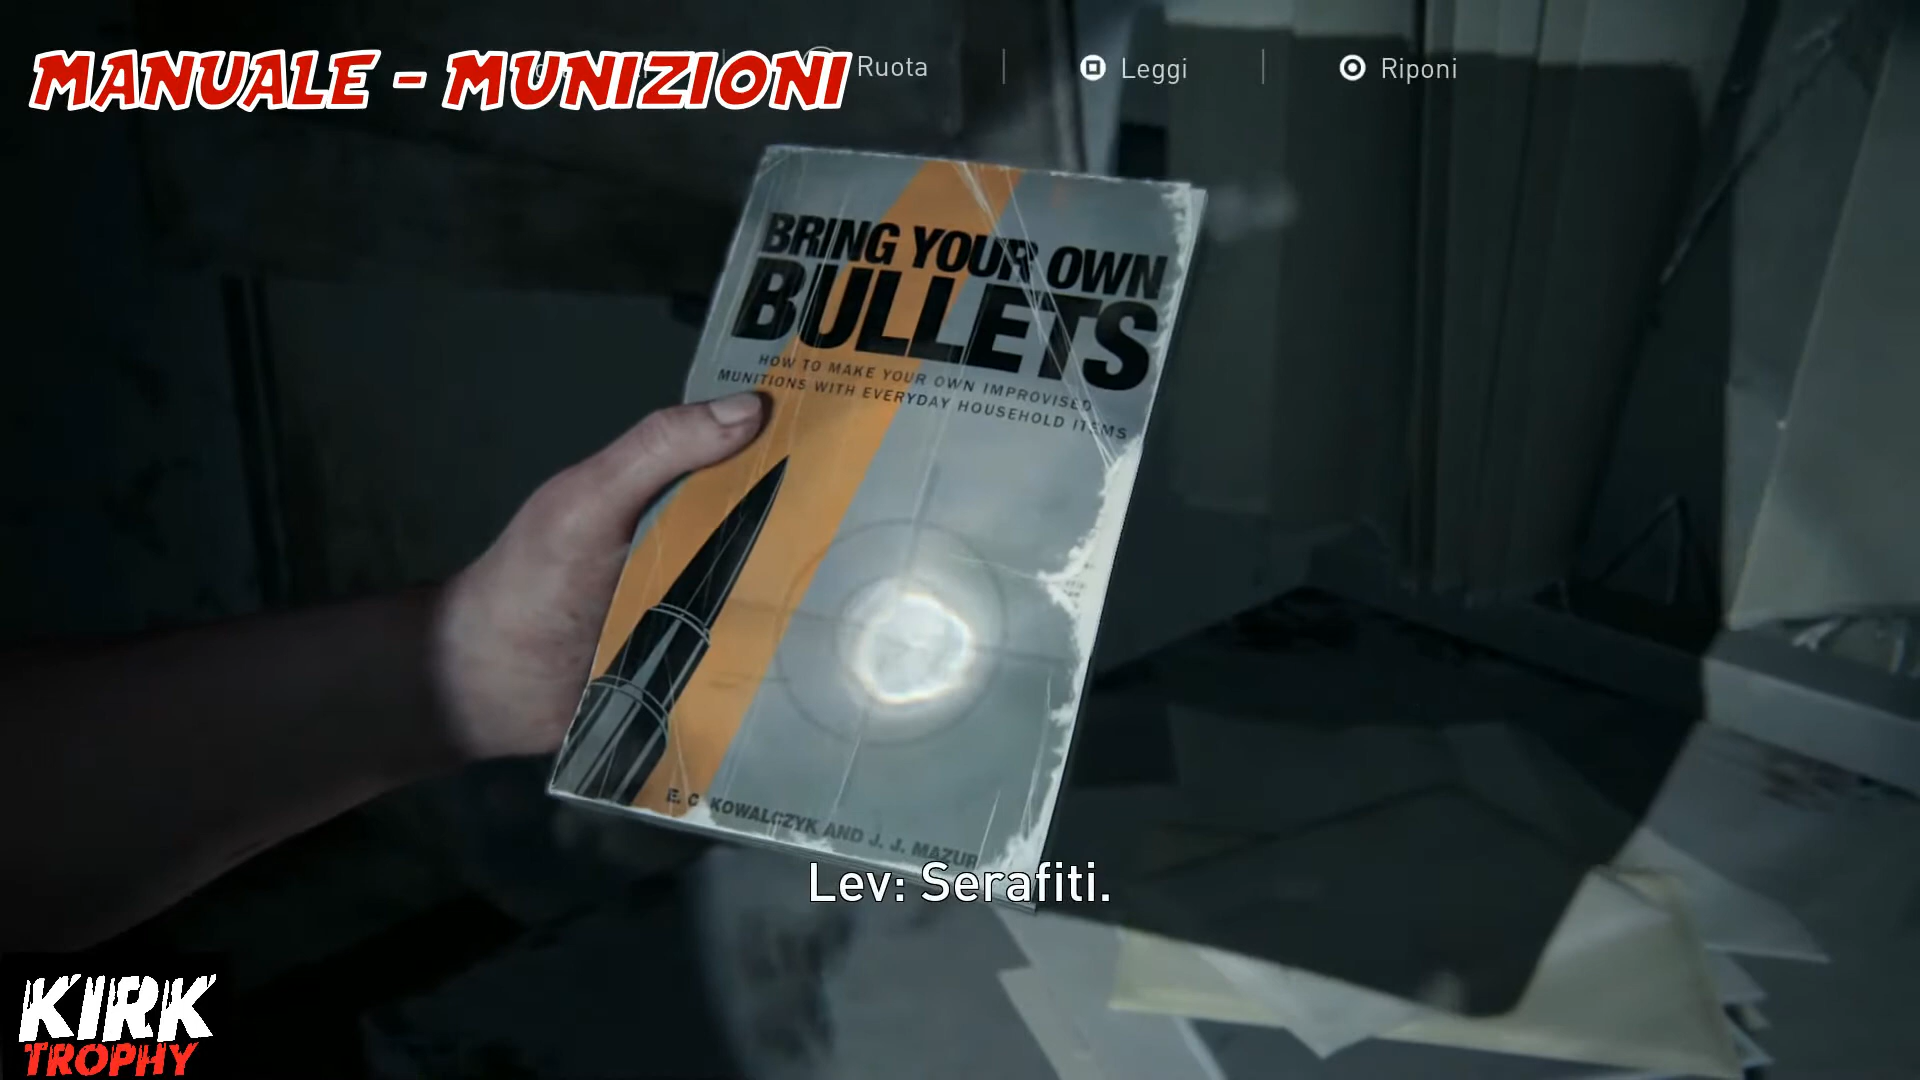 MANUALE - MUNIZIONI
Ruota
Leggi
Riponi
BRING YOUR OWN
BULLETS
HOW TO MAKE YOUR OWN IMPROVISED
MUNITIONS WITH EVERYDAY HOUSEHOLD ITEMS
E. C. KOWALCZYK AND J. J. MAZUR
Lev: Serafiti.
KIRK
TROPHY